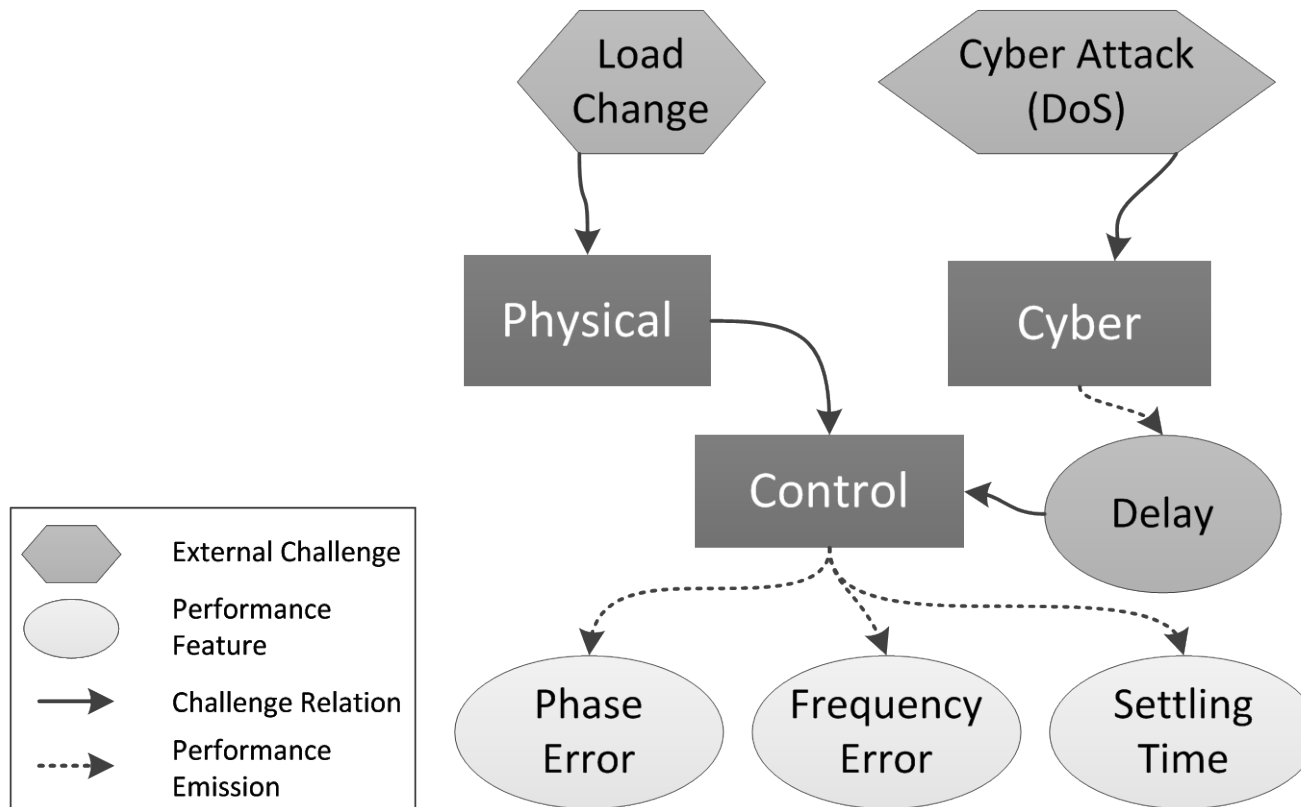 Load
Change
Cyber Attack
(DoS)
Physical
Cyber
Control
Delay
External Challenge
Performance
Feature
Challenge Relation
Performance
Emission
Phase
Error
Frequency
Error
Settling
Time